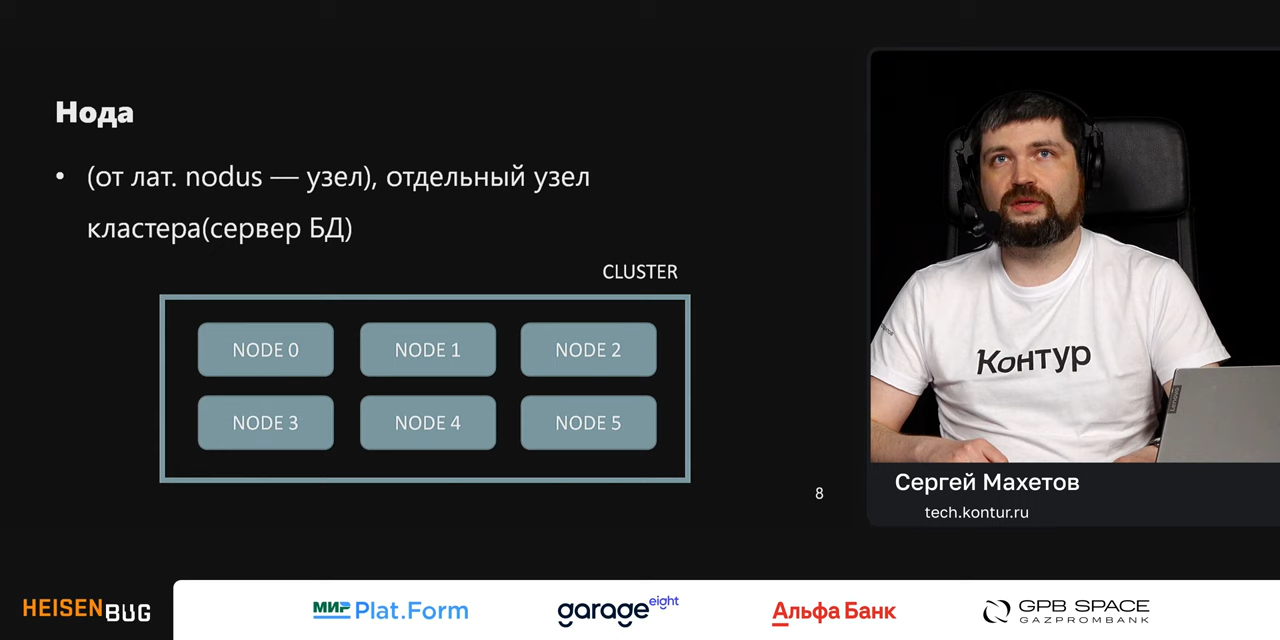 Нода
• (от лат. nodus — узел), отдельный узел
кластера(сервер БД)
CLUSTER
NODE 0
NODE 1
NODE 2
NODE 3
NODE 4
NODE 5
8
Контур
Сергей Махетов
tech.kontur.ru
HEISENBUG
МИР Plat.Form
garage eight
Альфа Банк
GPB SPACE
GAZPROMBANK